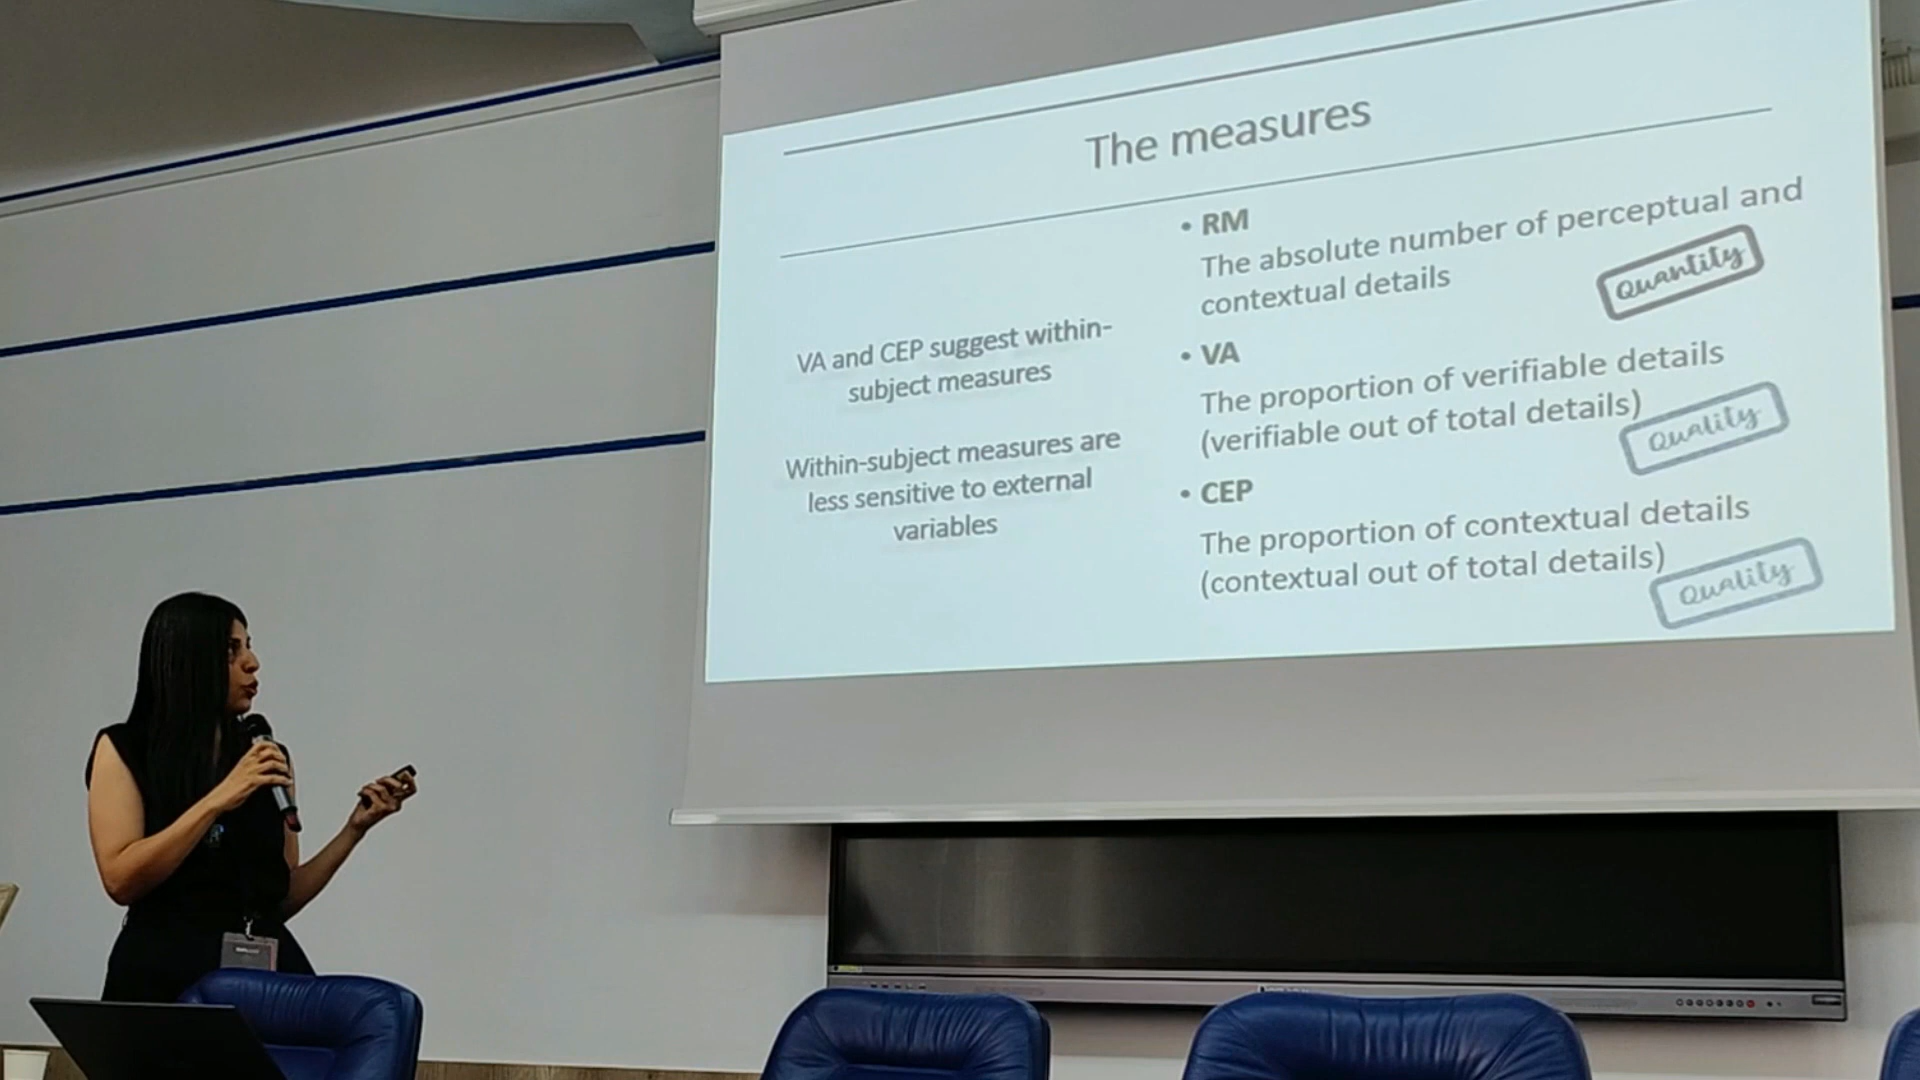 The measures
VA and CEP suggest within-
subject measures
Within-subject measures are
less sensitive to external
variables
• RM
The absolute number of perceptual and
contextual details
Quantity
• VA
The proportion of verifiable details
(verifiable out of total details)
Quality
• CEP
The proportion of contextual details
(contextual out of total details)
Quality